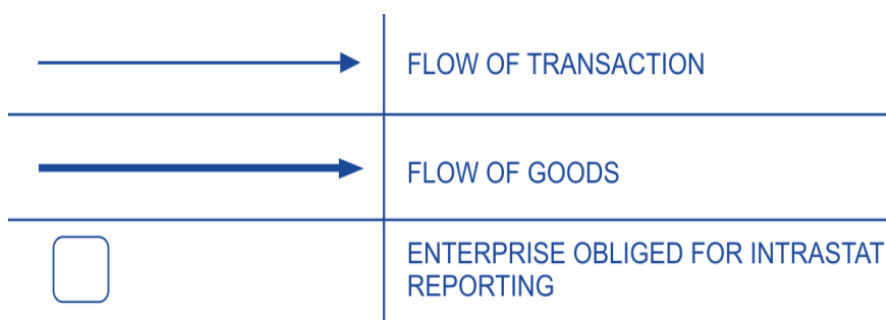 FLOW OF TRANSACTION
FLOW OF GOODS
ENTERPRISE OBLIGED FOR INTRASTAT
REPORTING